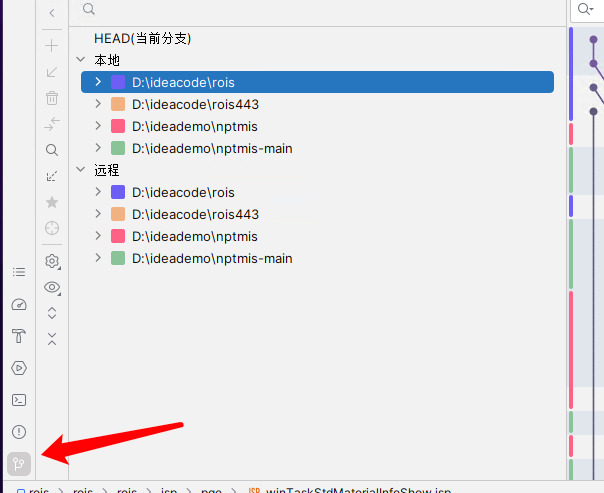 HEAD(当前分支)
本地
D:\ideacode\rois
D:\ideacode\rois443
D:\ideademo\nptmis
D:\ideademo\nptmis-main
远程
D:\ideacode\rois
D:\ideacode\rois443
D:\ideademo\nptmis
D:\ideademo\nptmis-main
rois > rois > rois > jsp > pge > JSP winTaskStdMaterialInfoShow.jsp